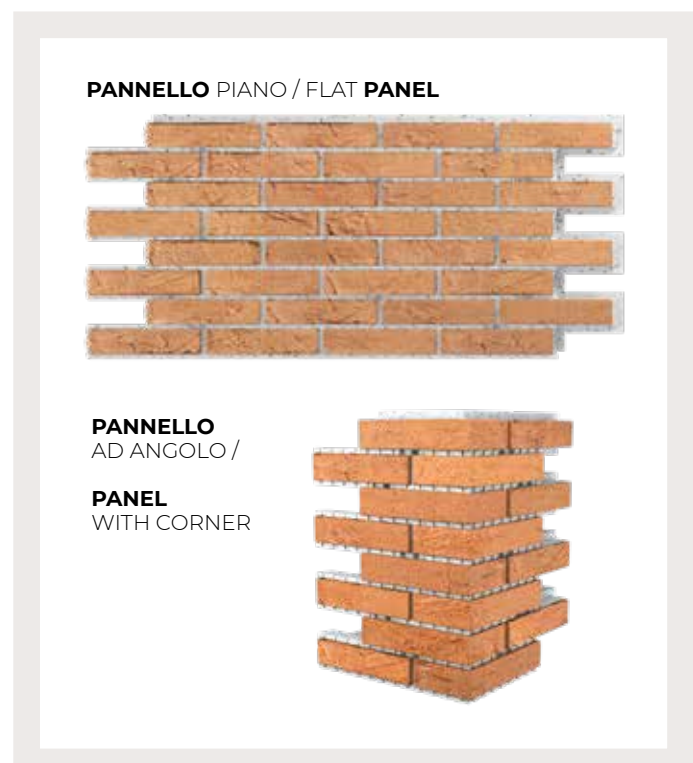 PANNELLO PIANO / FLAT PANEL
PANNELLO
AD ANGOLO /
PANEL
WITH CORNER